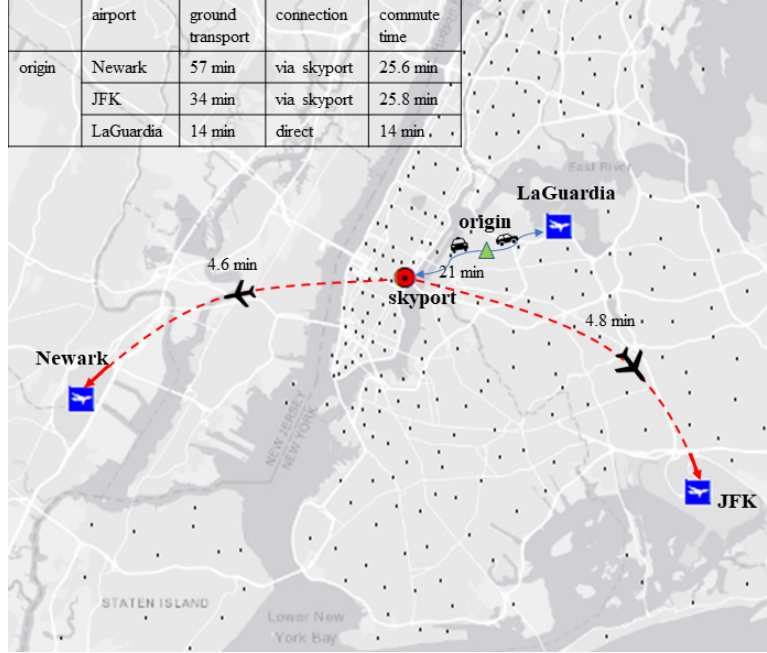 airport ground transport connection commute time
origin Newark 57 min via skyport 25.6 min
JFK 34 min via skyport 25.8 min
LaGuardia 14 min direct 14 min
East River
LaGuardia
origin
4.6 min
21 min
skyport
4.8 min
Newark
NEW JERSEY
NEW YORK
JFK
STATEN ISLAND
Lower New
York Bay